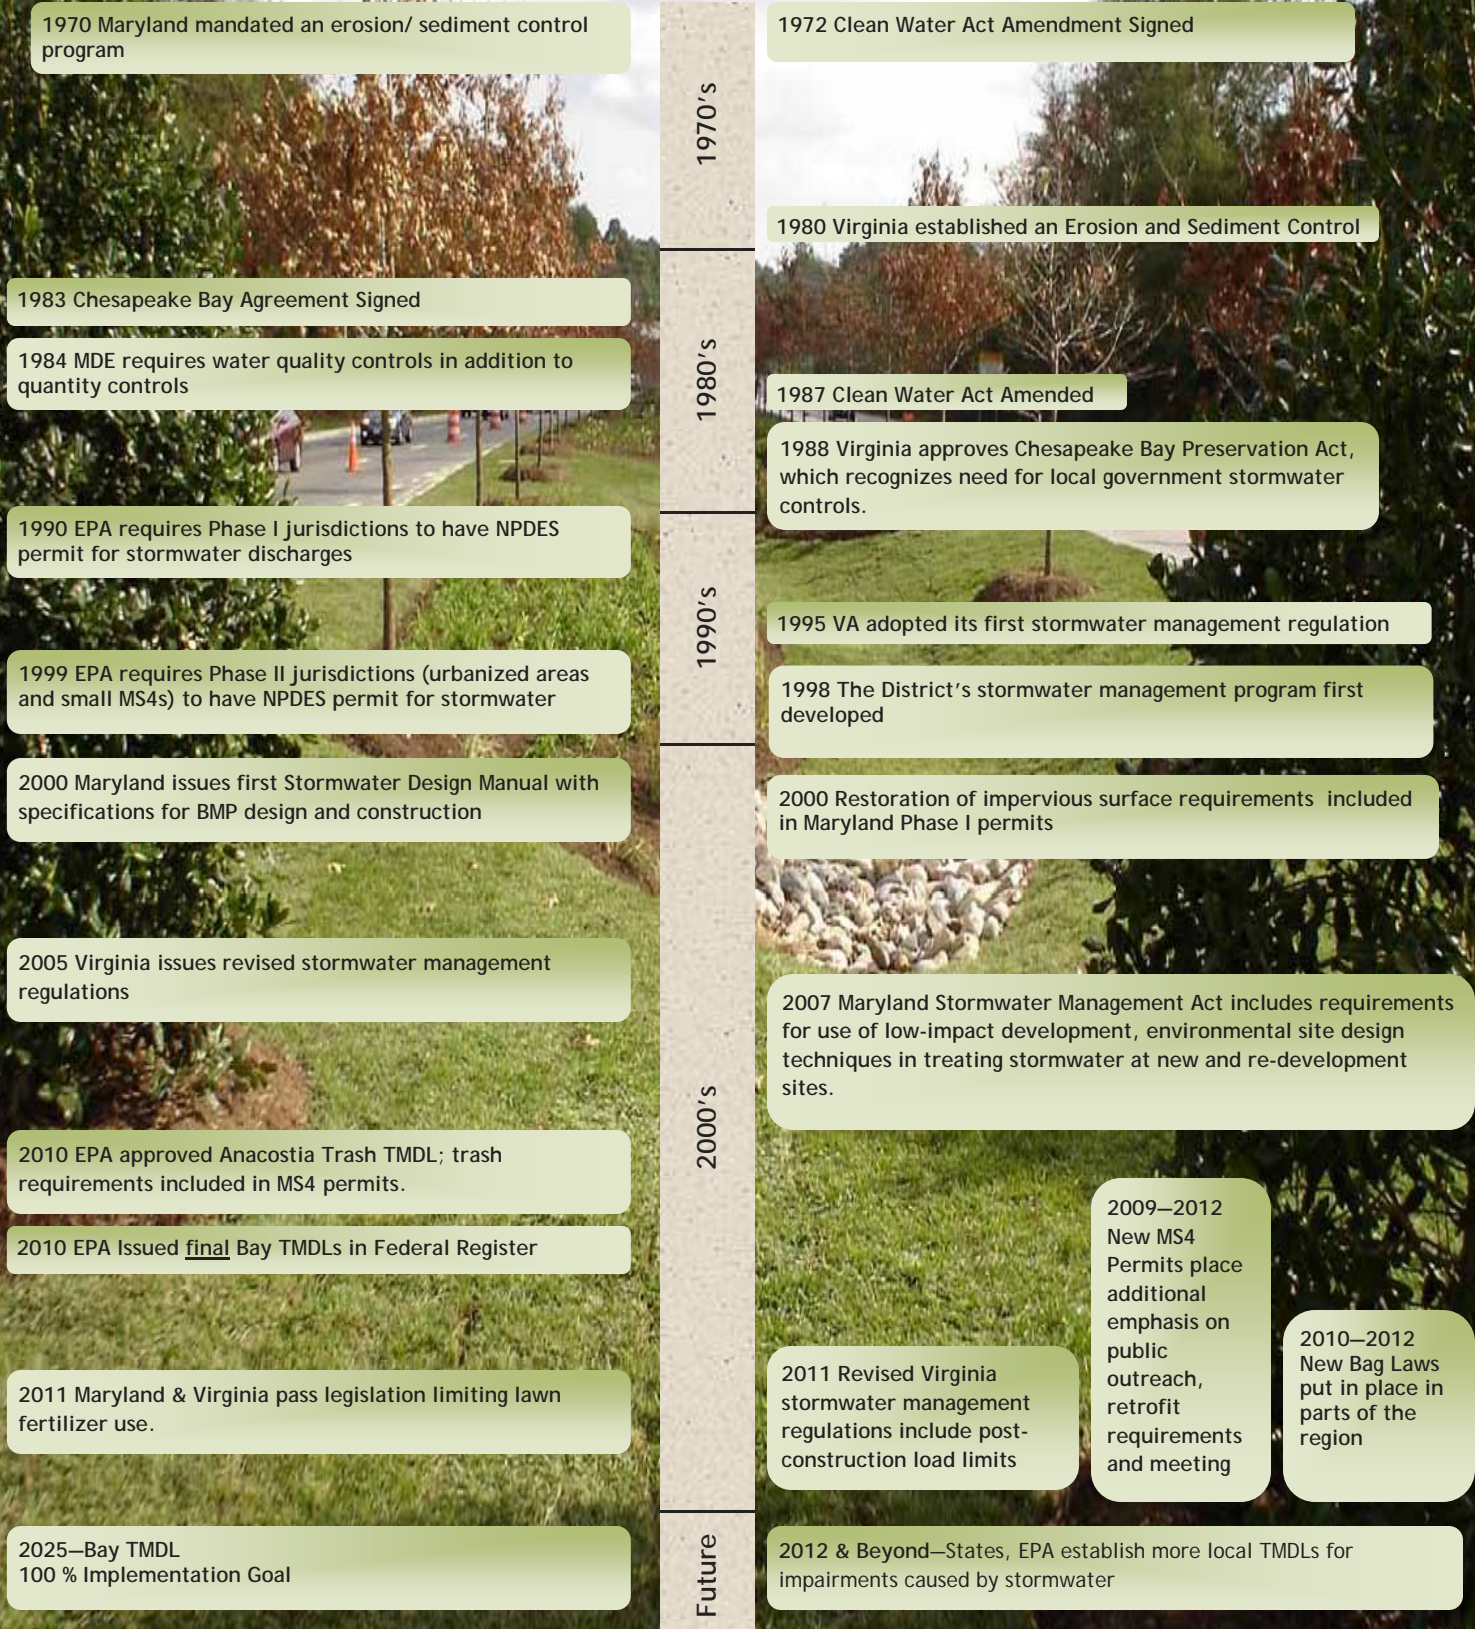 1970 Maryland mandated an erosion/ sediment control
program
1972 Clean Water Act Amendment Signed
1970's
1980 Virginia established an Erosion and Sediment Control
1983 Chesapeake Bay Agreement Signed
1984 MDE requires water quality controls in addition to
quantity controls
1980's
1987 Clean Water Act Amended
1988 Virginia approves Chesapeake Bay Preservation Act,
which recognizes need for local government stormwater
controls.
1990 EPA requires Phase I jurisdictions to have NPDES
permit for stormwater discharges
1990's
1995 VA adopted its first stormwater management regulation
1999 EPA requires Phase II jurisdictions (urbanized areas
and small MS4s) to have NPDES permit for stormwater
1998 The District's stormwater management program first
developed
2000 Maryland issues first Stormwater Design Manual with
specifications for BMP design and construction
2000 Restoration of impervious surface requirements included
in Maryland Phase I permits
2005 Virginia issues revised stormwater management
regulations
2007 Maryland Stormwater Management Act includes requirements
for use of low-impact development, environmental site design
techniques in treating stormwater at new and re-development
sites.
2000's
2010 EPA approved Anacostia Trash TMDL; trash
requirements included in MS4 permits.
2010 EPA Issued final Bay TMDLs in Federal Register
2009—2012
New MS4
Permits place
additional
emphasis on
public
outreach,
retrofit
requirements
and meeting
2010—2012
New Bag Laws
put in place in
parts of the
region
2011 Revised Virginia
stormwater management
regulations include post-
construction load limits
2011 Maryland & Virginia pass legislation limiting lawn
fertilizer use.
2025—Bay TMDL
100 % Implementation Goal
Future
2012 & Beyond—States, EPA establish more local TMDLs for
impairments caused by stormwater